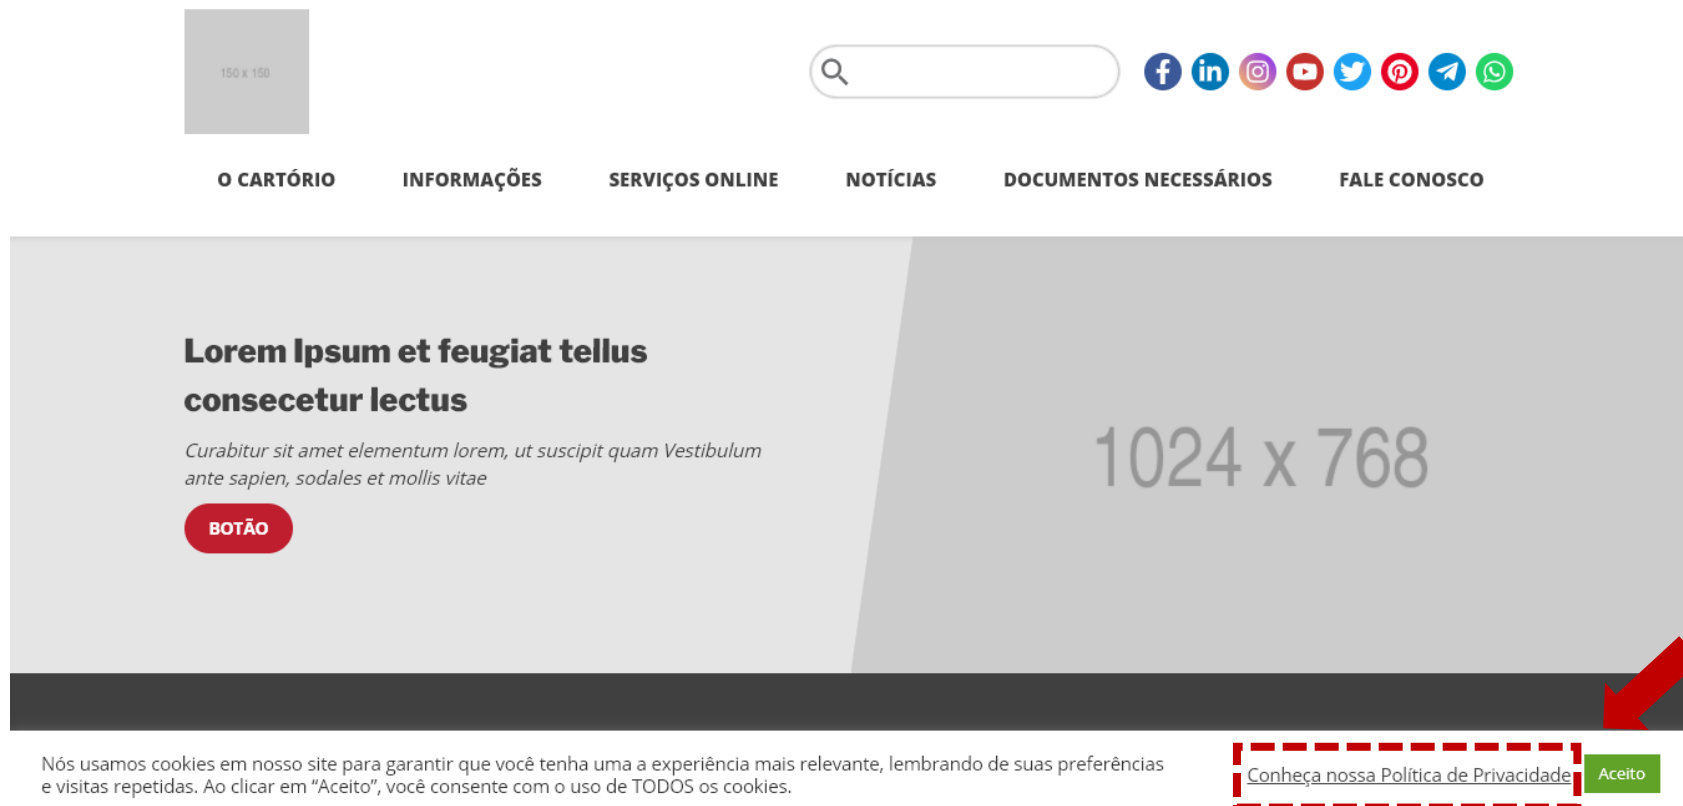 150 x 150
O CARTÓRIO INFORMAÇÕES SERVIÇOS ONLINE NOTÍCIAS DOCUMENTOS NECESSÁRIOS FALE CONOSCO
Lorem Ipsum et feugiat tellus
consecetur lectus
Curabitur sit amet elementum lorem, ut suscipit quam Vestibulum
ante sapien, sodales et mollis vitae
BOTÃO
1024 x 768
Nós usamos cookies em nosso site para garantir que você tenha uma a experiência mais relevante, lembrando de suas preferências
e visitas repetidas. Ao clicar em “Aceito”, você consente com o uso de TODOS os cookies.
Conheça nossa Política de Privacidade
Aceito